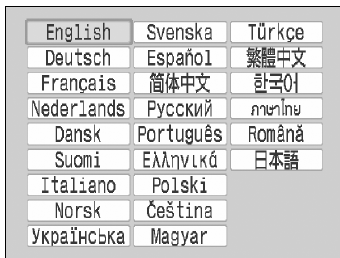 English Svenska Türkçe
Deutsch Español 繁體中文
Français 简体中文 한국어
Nederlands Русский ภาษาไทย
Dansk Português Română
Suomi Ελληνικά 日本語
Italiano Polski
Norsk Čeština
Українська Magyar